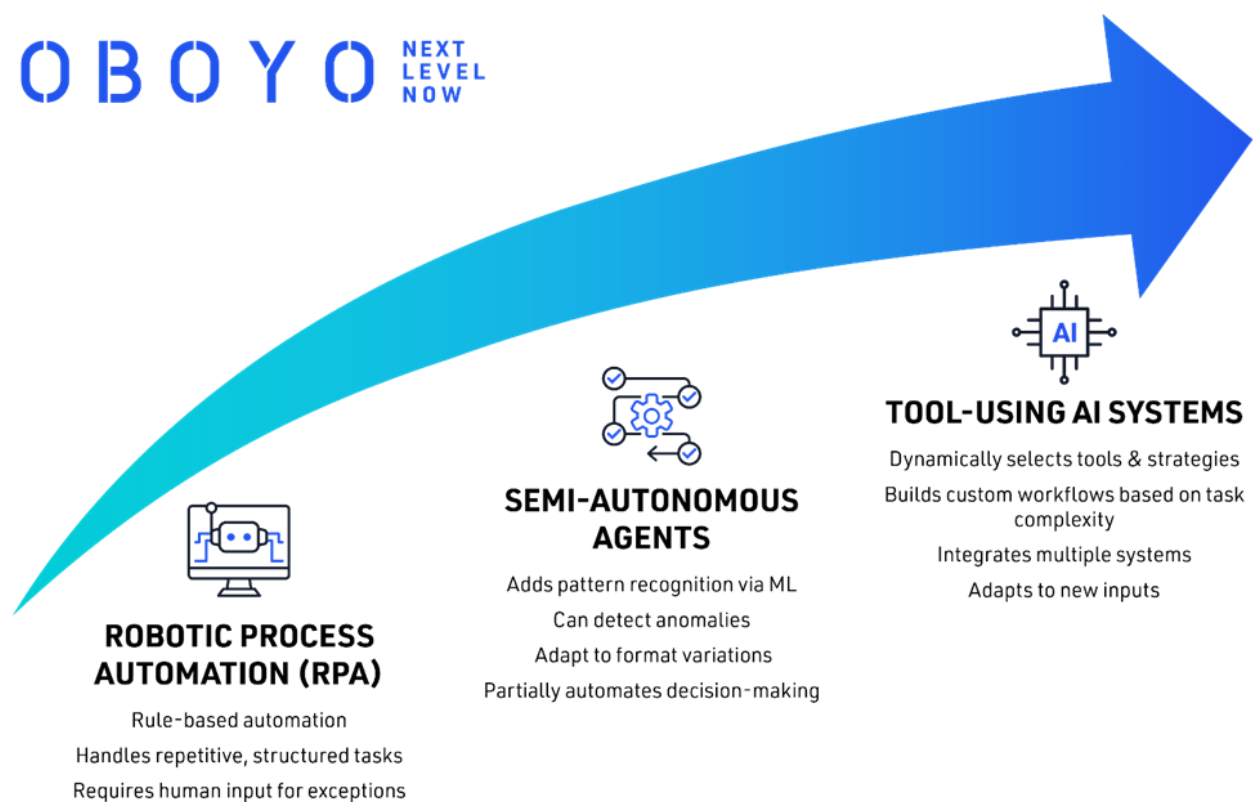 OBOYO
NEXT
LEVEL
NOW
AI
TOOL-USING AI SYSTEMS
Dynamically selects tools & strategies
Builds custom workflows based on task
complexity
Integrates multiple systems
Adapts to new inputs
SEMI-AUTONOMOUS
AGENTS
Adds pattern recognition via ML
Can detect anomalies
Adapt to format variations
Partially automates decision-making
ROBOTIC PROCESS
AUTOMATION (RPA)
Rule-based automation
Handles repetitive, structured tasks
Requires human input for exceptions